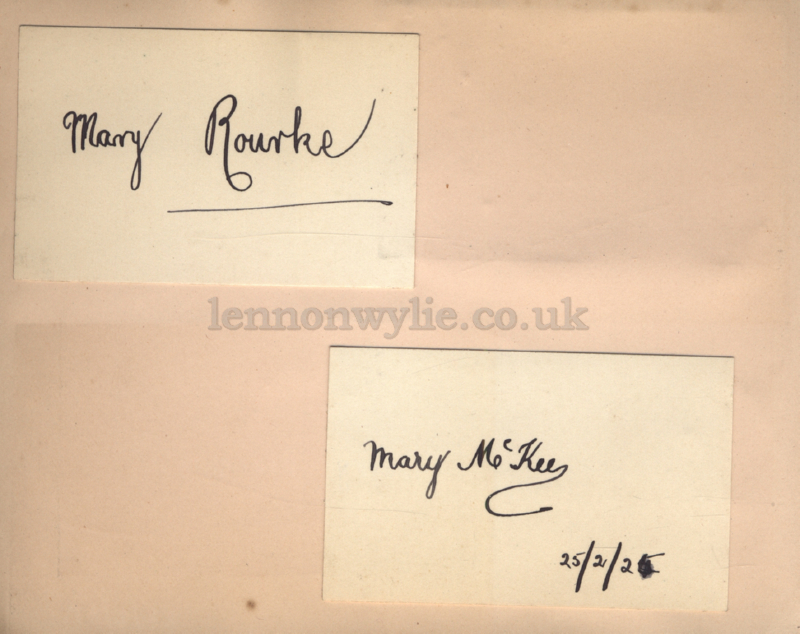 Mary Rourke
lennonwylie.co.uk
Mary McKee
25/2/25